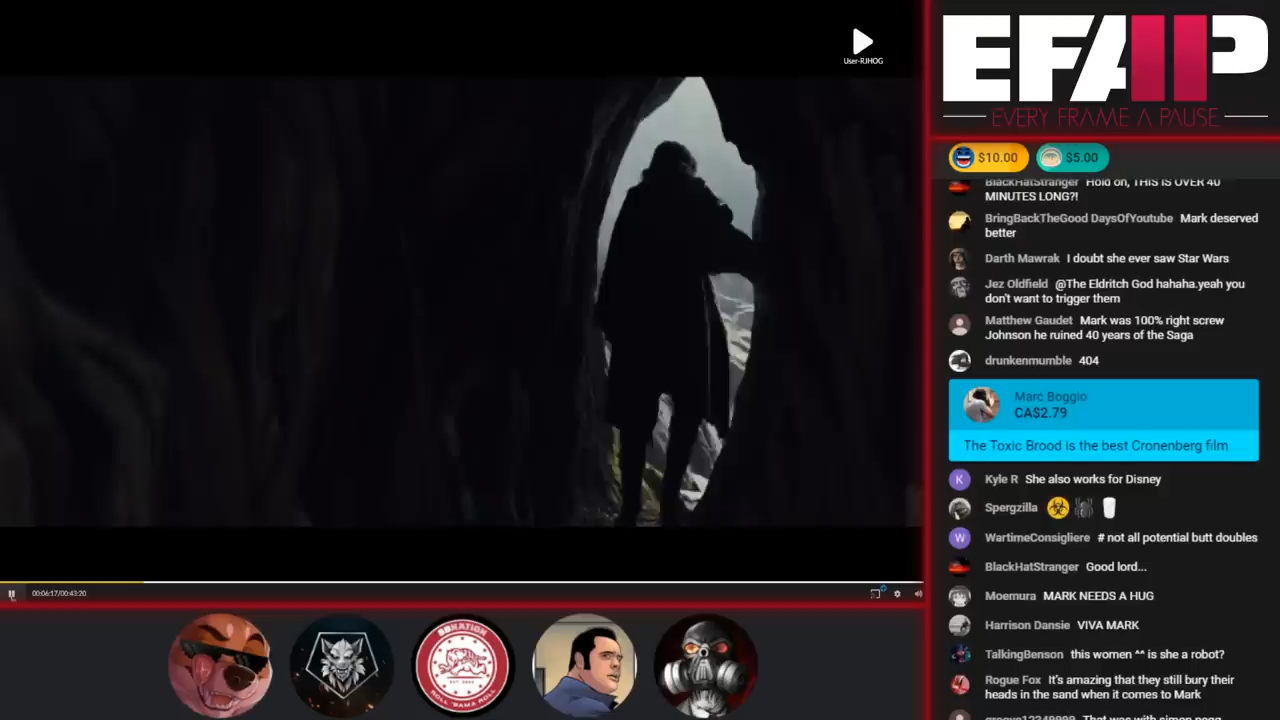 User-RJHOG
EFAP
EVERY FRAME A PAUSE
$10.00
$5.00
BlackHatStranger Hold on, THIS IS OVER 40
MINUTES LONG?!
BringBackTheGood DaysOfYoutube Mark deserved
better
Darth Mawrak I doubt she ever saw Star Wars
Jez Oldfield @The Eldritch God hahaha.yeah you
don't want to trigger them
Matthew Gaudet Mark was 100% right screw
Johnson he ruined 40 years of the Saga
drunkenmumble 404
Marc Boggio
CA$2.79
The Toxic Brood is the best Cronenberg film
K
Kyle R She also works for Disney
Spergzilla
W
WartimeConsigliere # not all potential butt doubles
BlackHatStranger Good lord...
Moemura MARK NEEDS A HUG
Harrison Dansie VIVA MARK
TalkingBenson this women ^^ is she a robot?
Rogue Fox It's amazing that they still bury their
heads in the sand when it comes to Mark
That was with simon pegg
00:06:17/00:43:20
SBNATION
ROLL 'BAMA ROLL